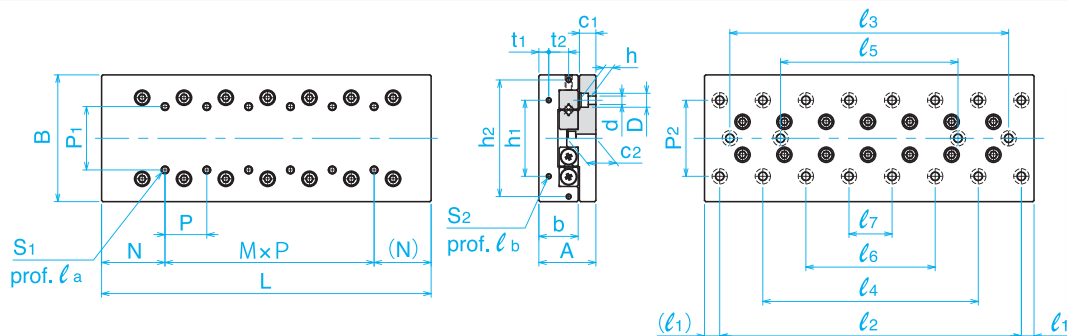 B
P1
S1
prof. ℓa
P
N
M×P
(N)
L
t1
t2
c1
h
h2
h1
d
D
c2
S2
prof. ℓb
b
A
ℓ3
ℓ5
P2
ℓ7
ℓ6
ℓ4
(ℓ1)
ℓ2
ℓ1